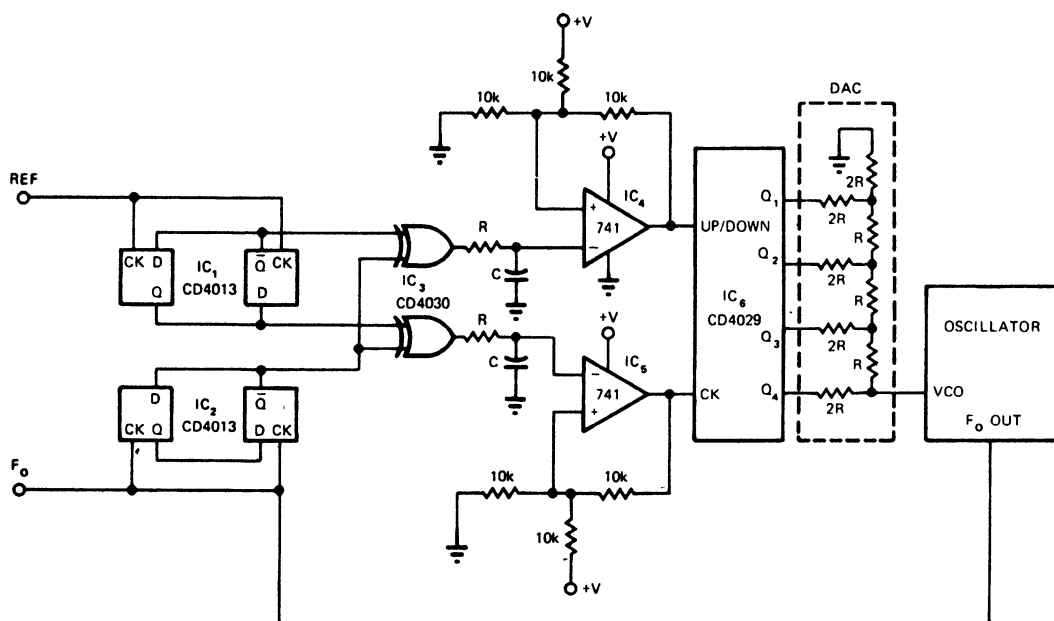 +V
10k
10k
10k
DAC
+V
REF
IC4
2R
Q1
2R
+
741
−
UP/DOWN
R
CK D
Q̄ CK
R
IC1
CD4013
Q
D
C
IC3
CD4030
Q2
2R
IC6
CD4029
R
R
+V
OSCILLATOR
Q3
2R
C
IC5
−
741
+
R
D
Q̄
IC2
CD4013
CK Q
D CK
CK
Q4
2R
VCO
FO OUT
FO
10k
10k
10k
+V